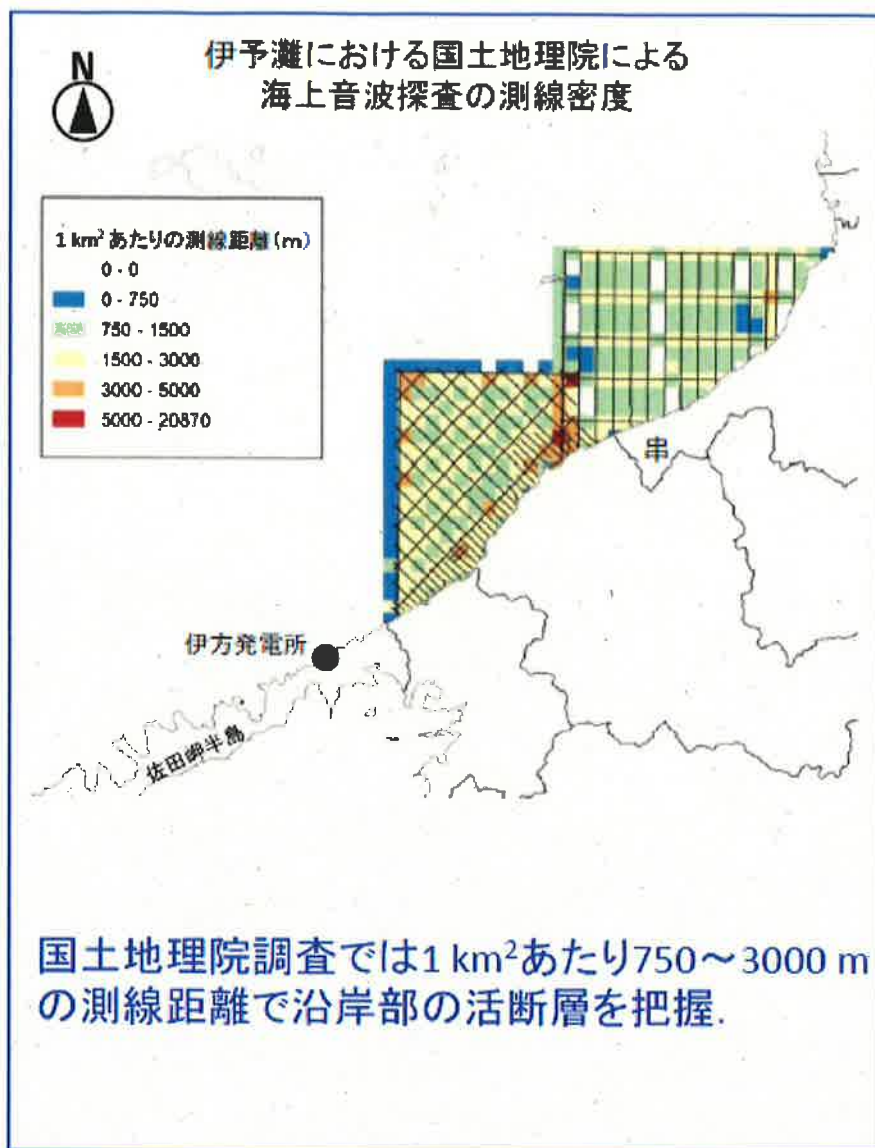 伊予灘における国土地理院による
海上音波探査の測線密度
N
1 km²あたりの測線距離(m)
0 - 0
0 - 750
750 - 1500
1500 - 3000
3000 - 5000
5000 - 20870
串
伊方発電所
佐田岬半島
国土地理院調査では1 km²あたり750～3000 m
の測線距離で沿岸部の活断層を把握.